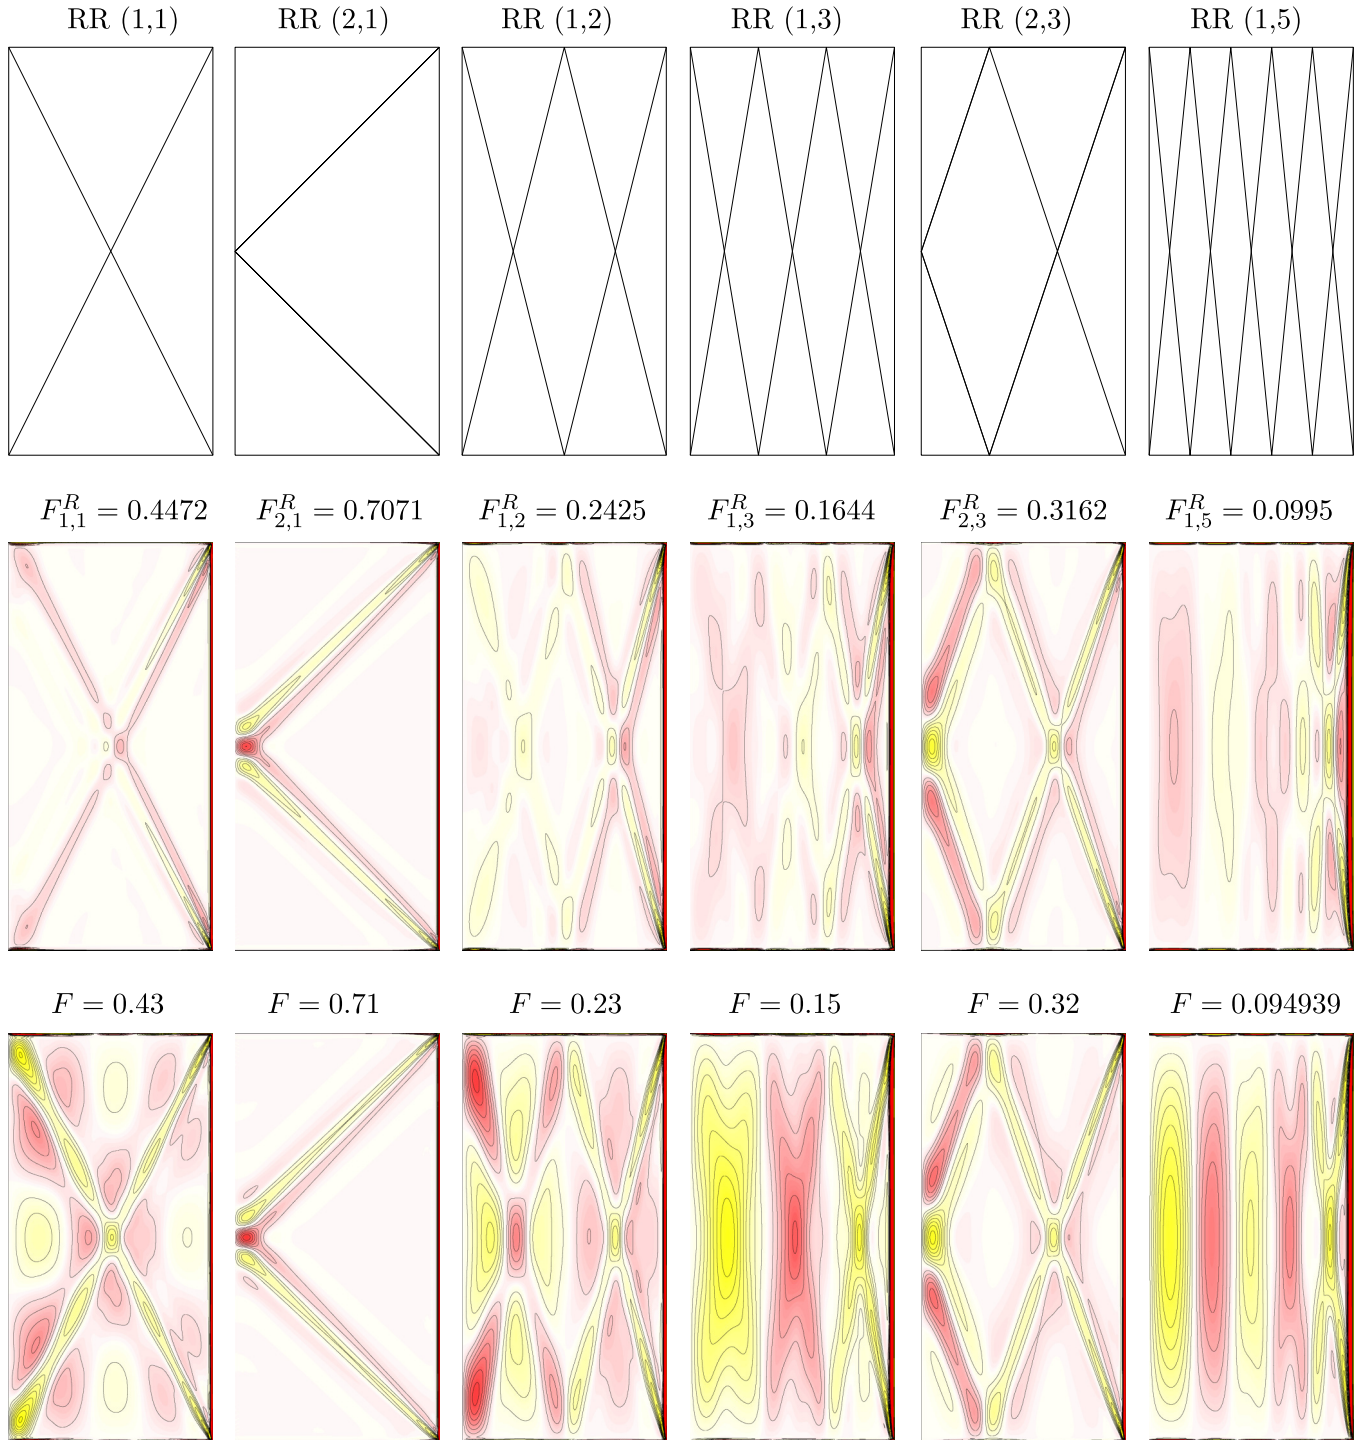 RR (1,1) RR (2,1) RR (1,2) RR (1,3) RR (2,3) RR (1,5)
$F^R_{1,1} = 0.4472$ $F^R_{2,1} = 0.7071$ $F^R_{1,2} = 0.2425$ $F^R_{1,3} = 0.1644$ $F^R_{2,3} = 0.3162$ $F^R_{1,5} = 0.0995$
$F = 0.43$ $F = 0.71$ $F = 0.23$ $F = 0.15$ $F = 0.32$ $F = 0.094939$